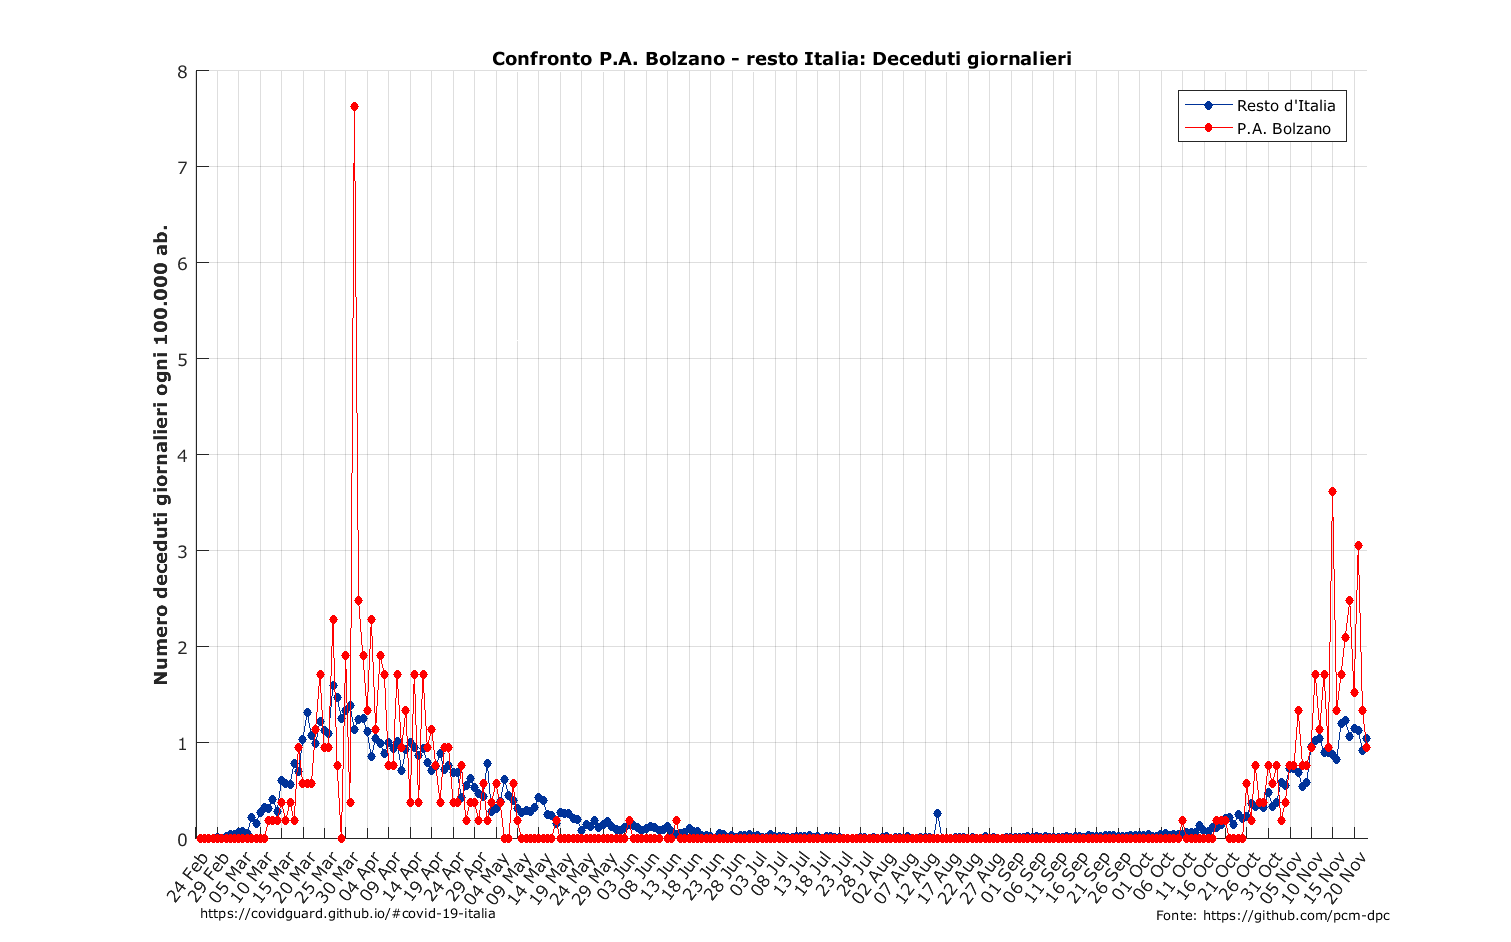 Confronto P.A. Bolzano - resto Italia: Deceduti giornalieri
Resto d'Italia
P.A. Bolzano
Numero deceduti giornalieri ogni 100.000 ab.
8
7
6
5
4
3
2
1
0
24 Feb
29 Feb
05 Mar
10 Mar
15 Mar
20 Mar
25 Mar
30 Mar
04 Apr
09 Apr
14 Apr
19 Apr
24 Apr
29 Apr
04 May
09 May
14 May
19 May
24 May
29 May
03 Jun
08 Jun
13 Jun
18 Jun
23 Jun
28 Jun
03 Jul
08 Jul
13 Jul
18 Jul
23 Jul
28 Jul
02 Aug
07 Aug
12 Aug
17 Aug
22 Aug
27 Aug
01 Sep
06 Sep
11 Sep
16 Sep
21 Sep
26 Sep
01 Oct
06 Oct
11 Oct
16 Oct
21 Oct
26 Oct
31 Oct
05 Nov
10 Nov
15 Nov
20 Nov
https://covidguard.github.io/#covid-19-italia
Fonte: https://github.com/pcm-dpc